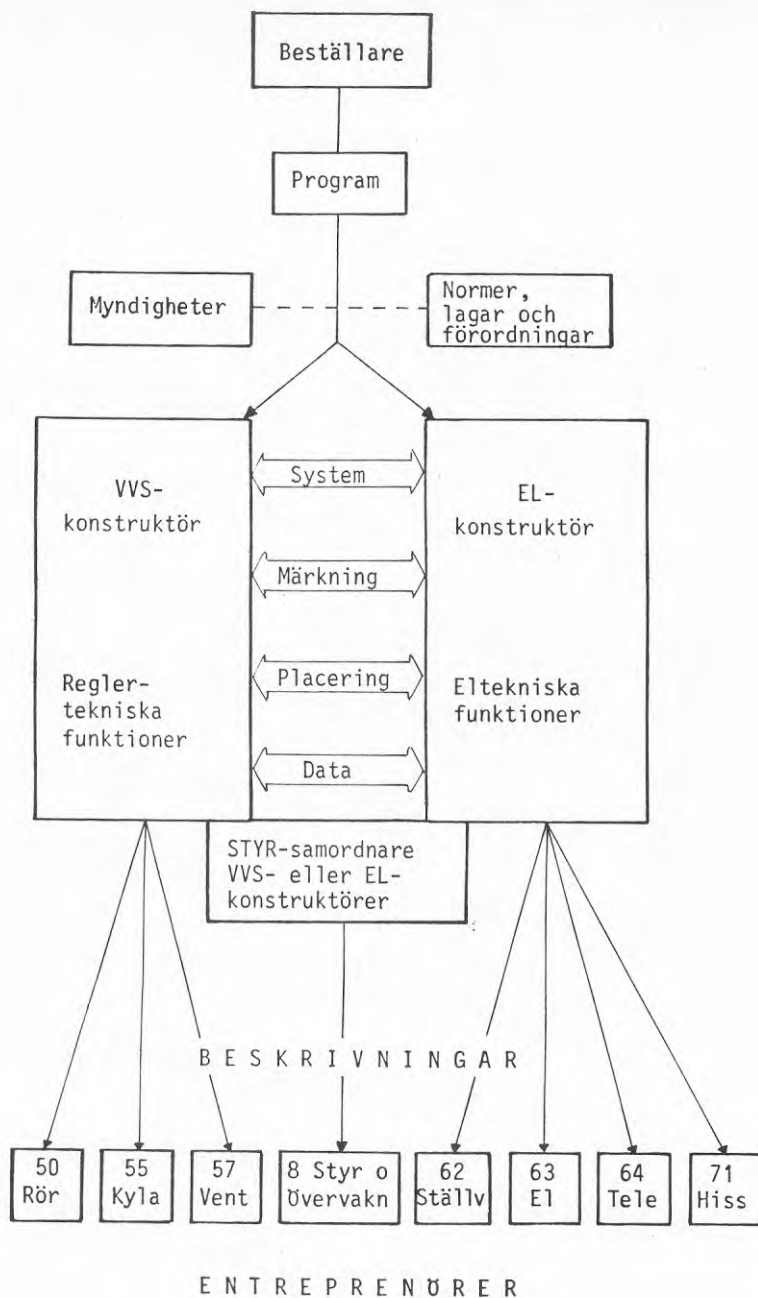 Beställare
Program
Myndigheter
Normer,
lagar och
förordningar
VVS-
konstruktör
System
EL-
konstruktör
Märkning
Placering
Regler-
tekniska
funktioner
Eltekniska
funktioner
Data
STYR-samordnare
VVS- eller EL-
konstruktörer
BESKRIVNINGAR
50
Rör
55
Kyla
57
Vent
8 Styr o
övervakn
62
Ställv
63
El
64
Tele
71
Hiss
ENTREPRENÖRER